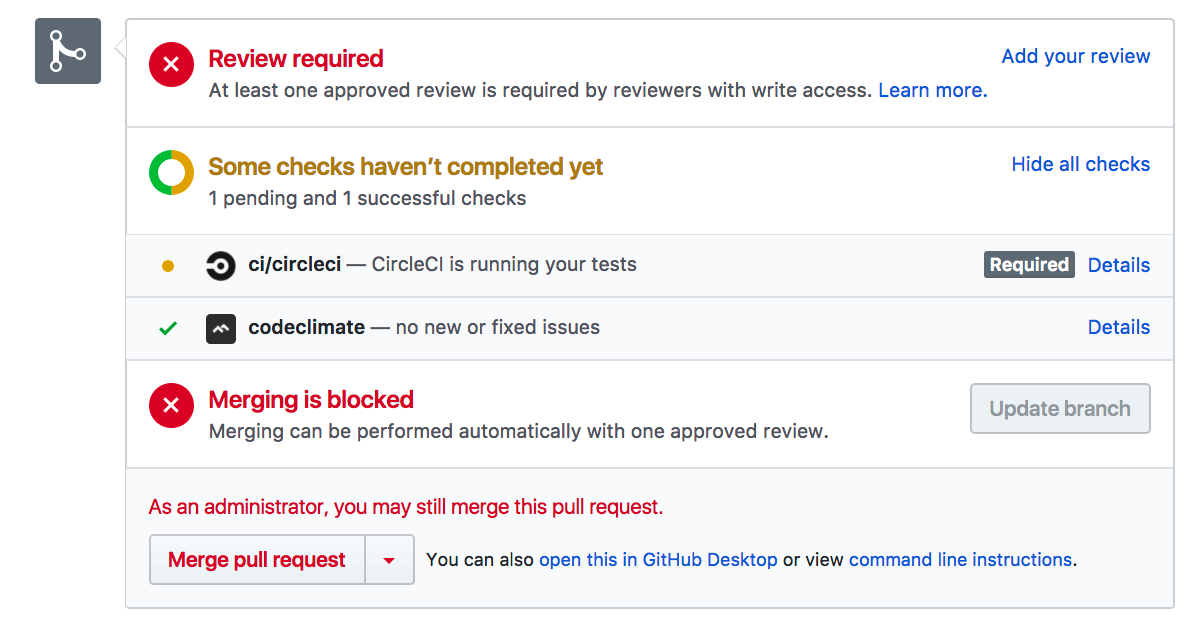 Review required
Add your review
At least one approved review is required by reviewers with write access. Learn more.
Some checks haven’t completed yet
Hide all checks
1 pending and 1 successful checks
ci/circleci — CircleCI is running your tests
Required
Details
codeclimate — no new or fixed issues
Details
Merging is blocked
Update branch
Merging can be performed automatically with one approved review.
As an administrator, you may still merge this pull request.
Merge pull request
You can also open this in GitHub Desktop or view command line instructions.